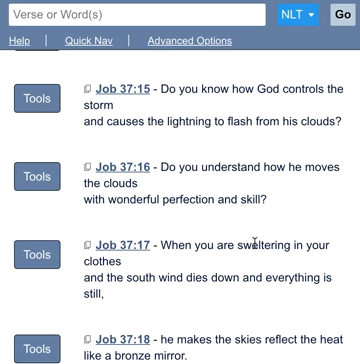 Verse or Word(s) NLT Go
Help | Quick Nav | Advanced Options
Tools
Job 37:15 - Do you know how God controls the
storm
and causes the lightning to flash from his clouds?
Tools
Job 37:16 - Do you understand how he moves
the clouds
with wonderful perfection and skill?
Tools
Job 37:17 - When you are sweltering in your
clothes
and the south wind dies down and everything is
still,
Tools
Job 37:18 - he makes the skies reflect the heat
like a bronze mirror.